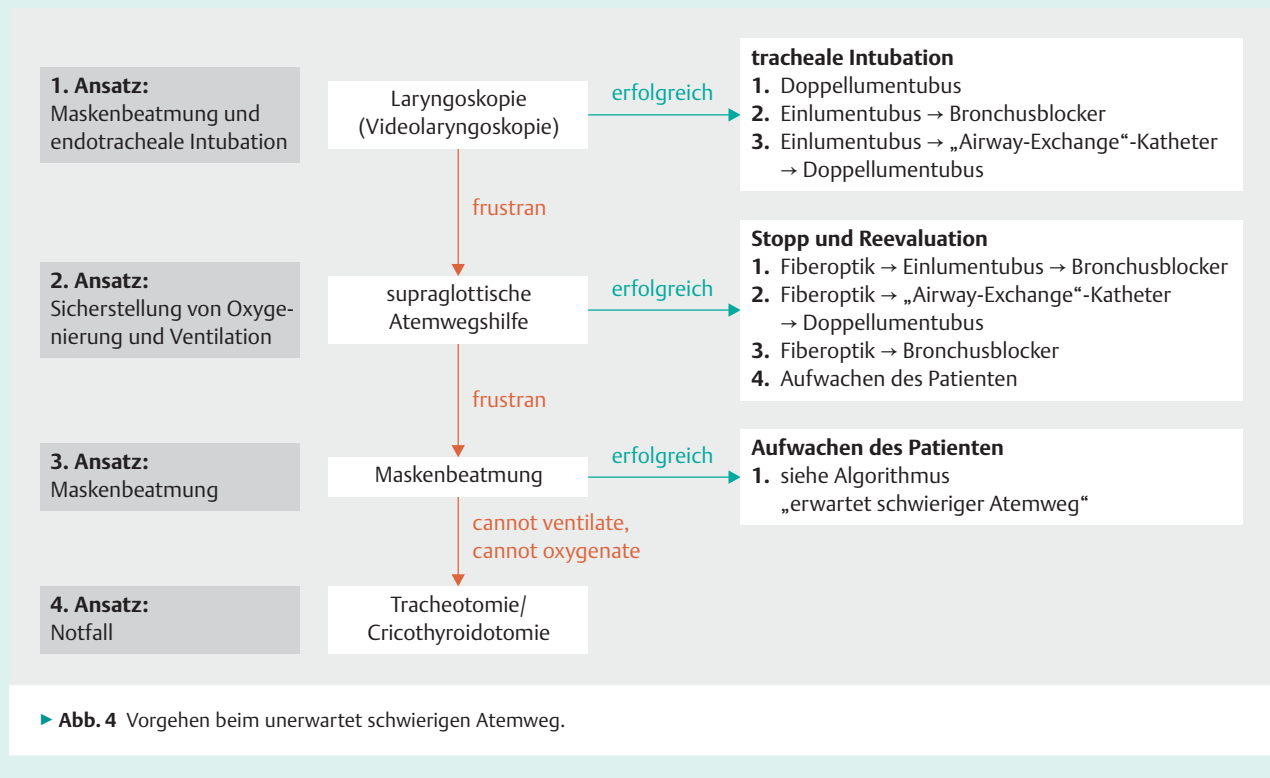 1. Ansatz:
Maskenbeatmung und
endotracheale Intubation
Laryngoskopie
(Videolaryngoskopie)
erfolgreich
tracheale Intubation
1. Doppellumentubus
2. Einlumentubus → Bronchusblocker
3. Einlumentubus → „Airway-Exchange“-Katheter
→ Doppellumentubus
frustran
2. Ansatz:
Sicherstellung von Oxyge-
nierung und Ventilation
supraglottische
Atemwegshilfe
erfolgreich
Stopp und Reevaluation
1. Fiberoptik → Einlumentubus → Bronchusblocker
2. Fiberoptik → „Airway-Exchange“-Katheter
→ Doppellumentubus
3. Fiberoptik → Bronchusblocker
4. Aufwachen des Patienten
frustran
3. Ansatz:
Maskenbeatmung
Maskenbeatmung
erfolgreich
Aufwachen des Patienten
1. siehe Algorithmus
„erwartet schwieriger Atemweg“
cannot ventilate,
cannot oxygenate
4. Ansatz:
Notfall
Tracheotomie/
Cricothyroidotomie
► Abb. 4 Vorgehen beim unerwartet schwierigen Atemweg.